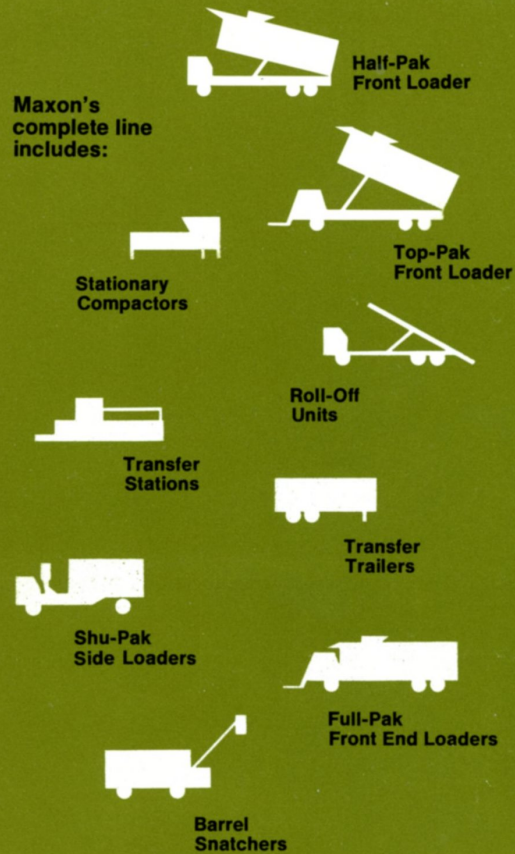 Half-Pak
Front Loader
Maxon's
complete line
includes:
Top-Pak
Front Loader
Stationary
Compactors
Roll-Off
Units
Transfer
Stations
Transfer
Trailers
Shu-Pak
Side Loaders
Full-Pak
Front End Loaders
Barrel
Snatchers